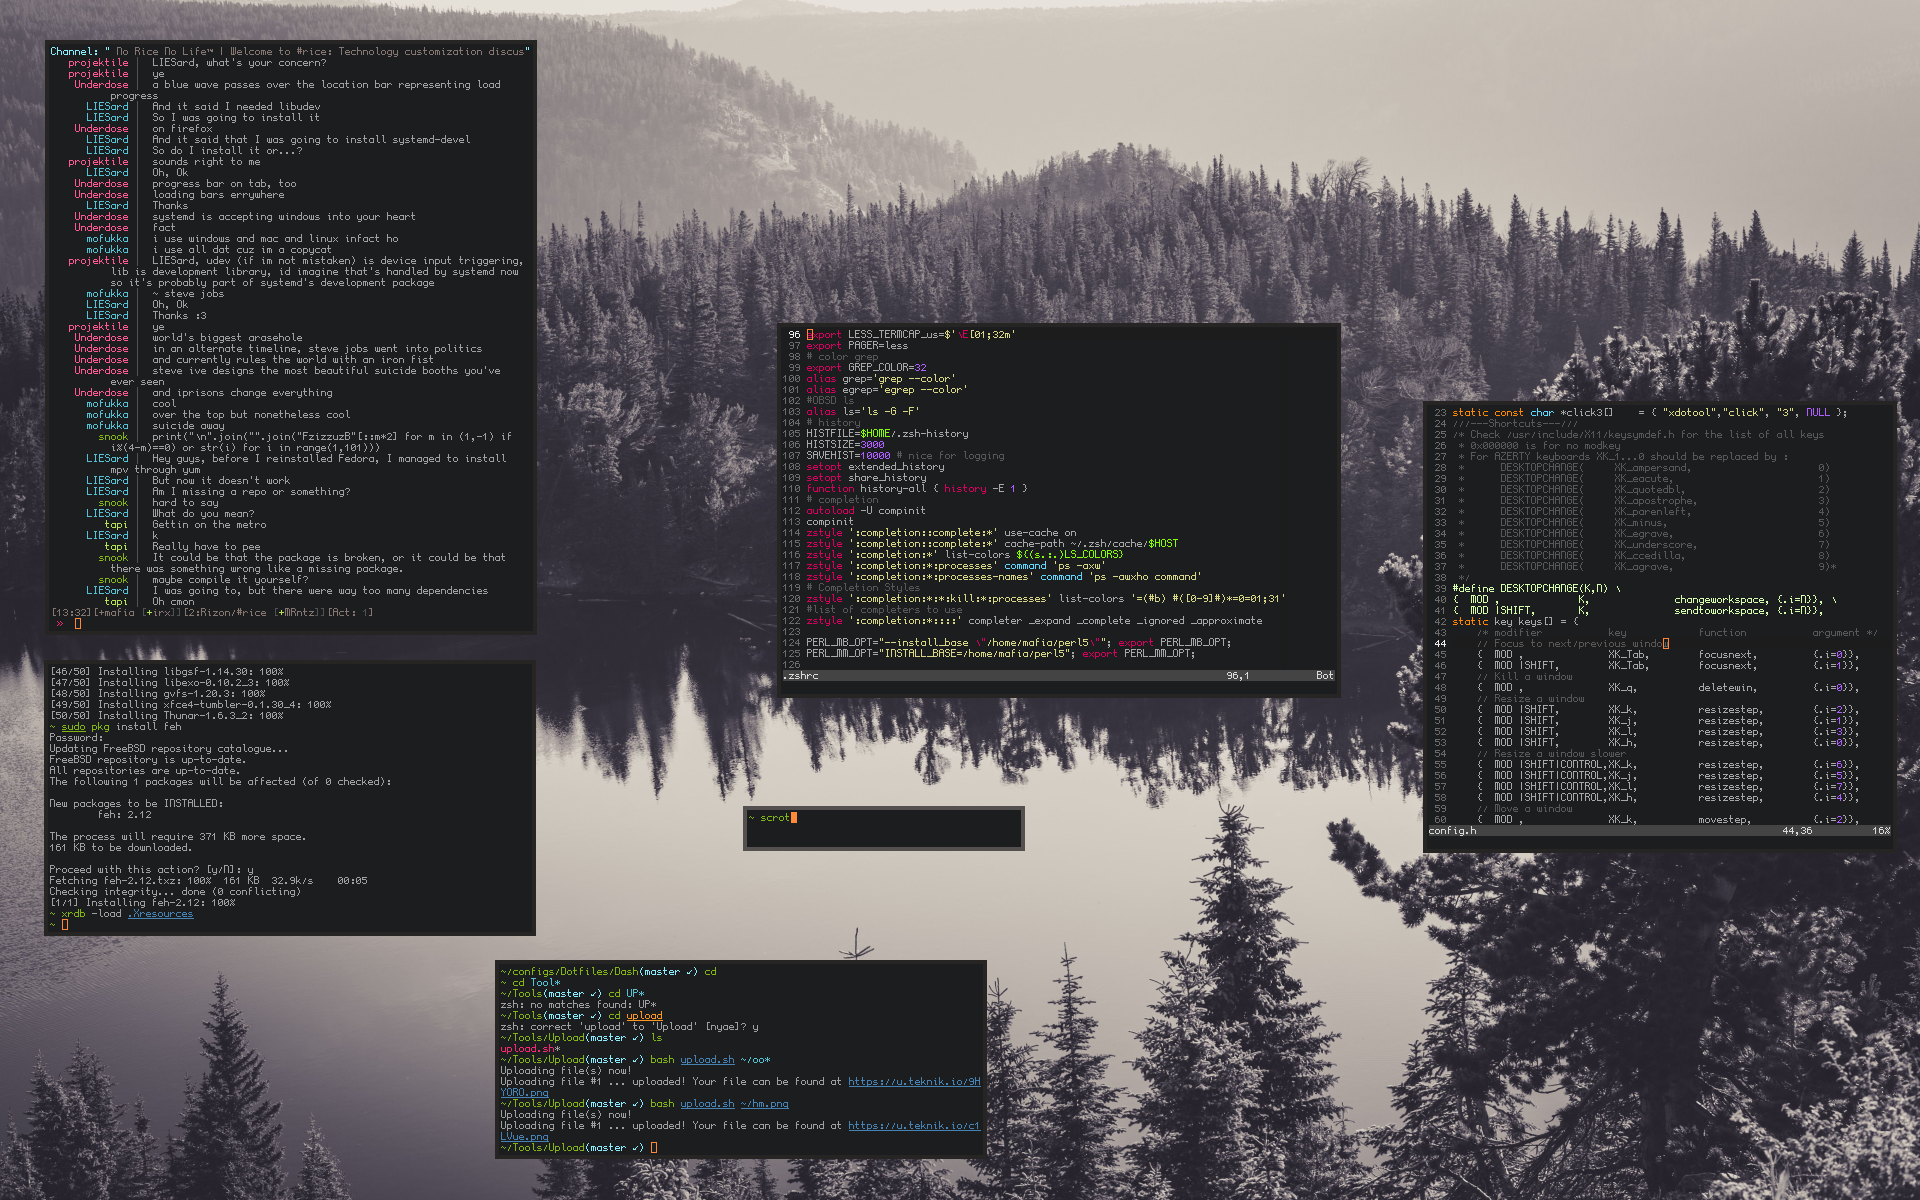 Channel: " No Rice No Life™ | Welcome to #rice: Technology customization discus"
projektile | LIESard, what's your concern?
projektile | ye
Underdose | a blue wave passes over the location bar representing load
progress
LIESard | And it said I needed libudev
LIESard | So I was going to install it
Underdose | on firefox
LIESard | And it said that I was going to install systemd-devel
LIESard | So do I install it or...?
projektile | sounds right to me
LIESard | Oh, Ok
Underdose | progress bar on tab, too
Underdose | loading bars errywhere
LIESard | Thanks
Underdose | systemd is accepting windows into your heart
Underdose | fact
mofukka | i use windows and mac and linux infact ho
mofukka | i use all dat cuz im a copycat
projektile | LIESard, udev (if im not mistaken) is device input triggering,
lib is development library, id imagine that's handled by systemd now
so it's probably part of systemd's development package
mofukka | ~ steve jobs
LIESard | Oh, Ok
LIESard | Thanks :3
projektile | ye
Underdose | world's biggest arasehole
Underdose | in an alternate timeline, steve jobs went into politics
Underdose | and currently rules the world with an iron fist
Underdose | steve ive designs the most beautiful suicide booths you've
ever seen
Underdose | and iprisons change everything
mofukka | cool
mofukka | over the top but nonetheless cool
mofukka | suicide away
snook | print("\n".join("".join("FzizzuzB"[::m*2] for m in (1,-1) if
i%(4-m)==0) or str(i) for i in range(1,101)))
LIESard | Hey guys, before I reinstalled Fedora, I managed to install
mpv through yum
LIESard | But now it doesn't work
LIESard | Am I missing a repo or something?
snook | hard to say
LIESard | What do you mean?
tapi | Gettin on the metro
LIESard | k
tapi | Really have to pee
snook | It could be that the package is broken, or it could be that
there was something wrong like a missing package.
snook | maybe compile it yourself?
LIESard | I was going to, but there were way too many dependencies
tapi | Oh cmon
[13:32][+mafia [+irx]][2:Rizon/#rice [+MRntz]][Act: 1]
»
[46/50] Installing libgsf-1.14.30: 100%
[47/50] Installing libexo-0.10.2_3: 100%
[48/50] Installing gvfs-1.20.3: 100%
[49/50] Installing xfce4-tumbler-0.1.30_4: 100%
[50/50] Installing Thunar-1.6.3_2: 100%
~ sudo pkg install feh
Password:
Updating FreeBSD repository catalogue...
FreeBSD repository is up-to-date.
All repositories are up-to-date.
The following 1 packages will be affected (of 0 checked):
New packages to be INSTALLED:
feh: 2.12
The process will require 371 KB more space.
161 KB to be downloaded.
Proceed with this action? [y/N]: y
Fetching feh-2.12.txz: 100% 161 KB 32.9k/s 00:05
Checking integrity... done (0 conflicting)
[1/1] Installing feh-2.12: 100%
~ xrdb -load .Xresources
~
96 export LESS_TERMCAP_us=$'\E[01;32m'
97 export PAGER=less
98 # color grep
99 export GREP_COLOR=32
100 alias grep='grep --color'
101 alias egrep='egrep --color'
102 #OBSD ls
103 alias ls='ls -G -F'
104 # history
105 HISTFILE=$HOME/.zsh-history
106 HISTSIZE=3000
107 SAVEHIST=10000 # nice for logging
108 setopt extended_history
109 setopt share_history
110 function history-all { history -E 1 }
111 # completion
112 autoload -U compinit
113 compinit
114 zstyle ':completion::complete:*' use-cache on
115 zstyle ':completion::complete:*' cache-path ~/.zsh/cache/$HOST
116 zstyle ':completion:*' list-colors ${(s.:.)LS_COLORS}
117 zstyle ':completion:*:processes' command 'ps -axw'
118 zstyle ':completion:*:processes-names' command 'ps -awxho command'
119 # Completion Styles
120 zstyle ':completion:*:*:kill:*:processes' list-colors '=(#b) #([0-9]#)*=0=01;31'
121 #list of completers to use
122 zstyle ':completion:*::::' completer _expand _complete _ignored _approximate
123
124 PERL_MB_OPT="--install_base \"/home/mafia/perl5\""; export PERL_MB_OPT;
125 PERL_MM_OPT="INSTALL_BASE=/home/mafia/perl5"; export PERL_MM_OPT;
126
.zshrc 96,1 Bot
~ scrot
23 static const char *click3[] = { "xdotool","click", "3", NULL };
24 ///---Shortcuts---///
25 /* Check /usr/include/X11/keysymdef.h for the list of all keys
26 * 0x000000 is for no modkey
27 * For AZERTY keyboards XK_1...0 should be replaced by :
28 * DESKTOPCHANGE( XK_ampersand, 0)
29 * DESKTOPCHANGE( XK_eacute, 1)
30 * DESKTOPCHANGE( XK_quotedbl, 2)
31 * DESKTOPCHANGE( XK_apostrophe, 3)
32 * DESKTOPCHANGE( XK_parenleft, 4)
33 * DESKTOPCHANGE( XK_minus, 5)
34 * DESKTOPCHANGE( XK_egrave, 6)
35 * DESKTOPCHANGE( XK_underscore, 7)
36 * DESKTOPCHANGE( XK_ccedilla, 8)
37 * DESKTOPCHANGE( XK_agrave, 9)*
38 */
39 #define DESKTOPCHANGE(K,N) \
40 { MOD , K, changeworkspace, {.i=N}}, \
41 { MOD |SHIFT, K, sendtoworkspace, {.i=N}},
42 static key keys[] = {
43 /* modifier key function argument */
44 // Focus to next/previous window
45 { MOD , XK_Tab, focusnext, {.i=0}},
46 { MOD |SHIFT, XK_Tab, focusnext, {.i=1}},
47 // Kill a window
48 { MOD , XK_q, deletewin, {.i=0}},
49 // Resize a window
50 { MOD |SHIFT, XK_k, resizestep, {.i=2}},
51 { MOD |SHIFT, XK_j, resizestep, {.i=1}},
52 { MOD |SHIFT, XK_l, resizestep, {.i=3}},
53 { MOD |SHIFT, XK_h, resizestep, {.i=0}},
54 // Resize a window slower
55 { MOD |SHIFT|CONTROL,XK_k, resizestep, {.i=6}},
56 { MOD |SHIFT|CONTROL,XK_j, resizestep, {.i=5}},
57 { MOD |SHIFT|CONTROL,XK_l, resizestep, {.i=7}},
58 { MOD |SHIFT|CONTROL,XK_h, resizestep, {.i=4}},
59 // Move a window
60 { MOD , XK_k, movestep, {.i=2}},
config.h 44,36 16%
~/configs/Dotfiles/Dash(master ✔) cd
~ cd Tool*
~/Tools(master ✔) cd UP*
zsh: no matches found: UP*
~/Tools(master ✔) cd upload
zsh: correct 'upload' to 'Upload' [nyae]? y
~/Tools/Upload(master ✔) ls
upload.sh*
~/Tools/Upload(master ✔) bash upload.sh ~/oo*
Uploading file(s) now!
Uploading file #1 ... uploaded! Your file can be found at https://u.teknik.io/9H
YORO.png
~/Tools/Upload(master ✔) bash upload.sh ~/hm.png
Uploading file(s) now!
Uploading file #1 ... uploaded! Your file can be found at https://u.teknik.io/c1
LVue.png
~/Tools/Upload(master ✔)